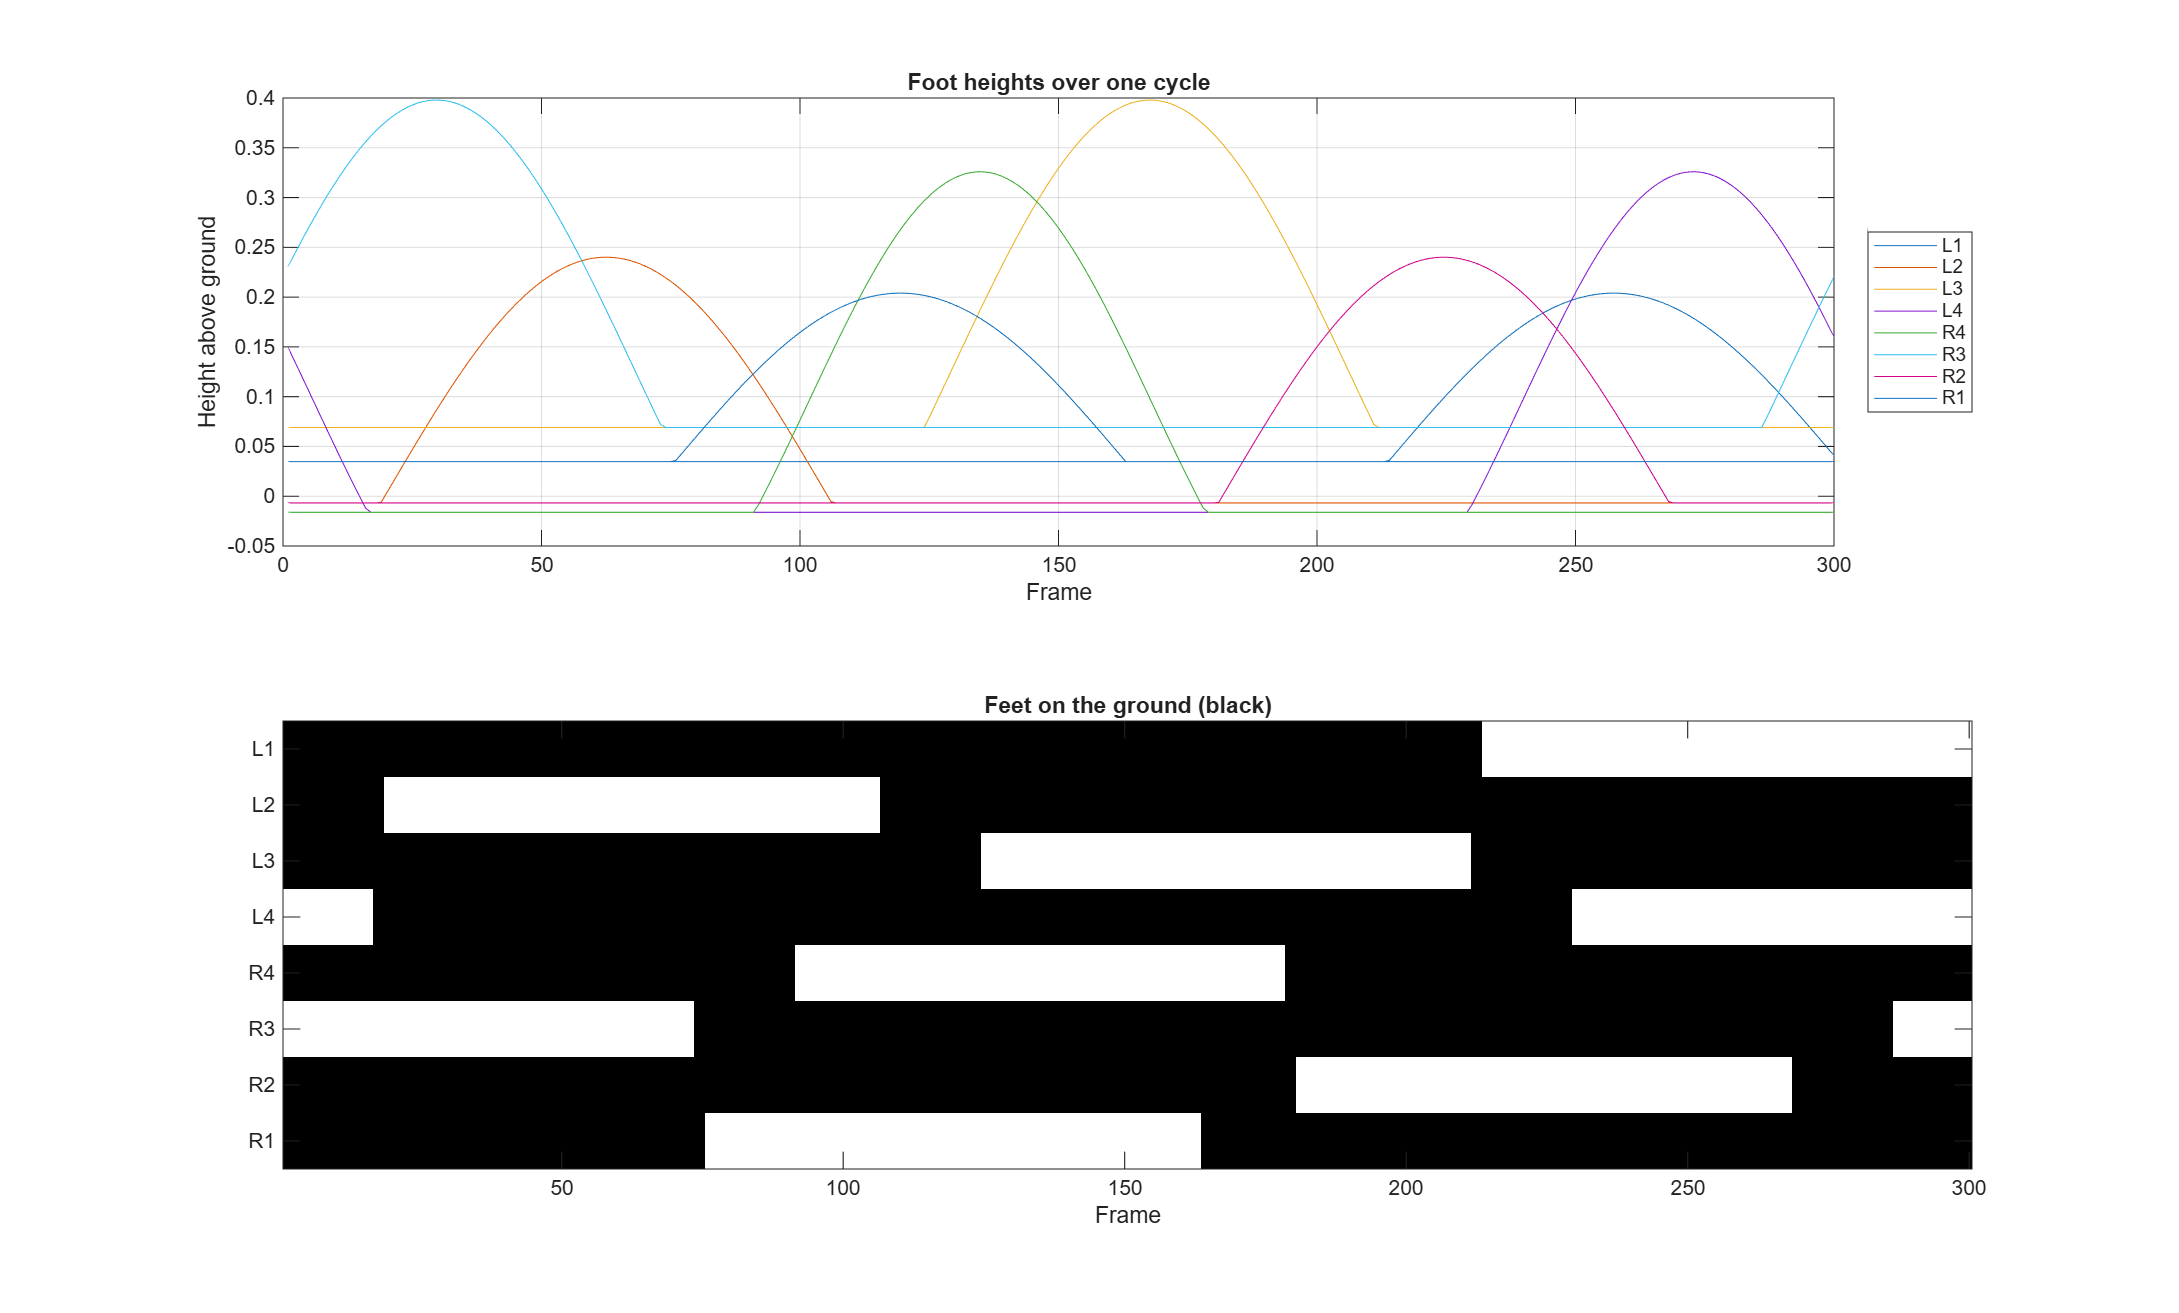 Foot heights over one cycle
0.4
0.35
0.3
0.25
0.2
0.15
0.1
0.05
0
-0.05
Height above ground
0 50 100 150 200 250 300
Frame
L1
L2
L3
L4
R4
R3
R2
R1
Feet on the ground (black)
L1
L2
L3
L4
R4
R3
R2
R1
50 100 150 200 250 300
Frame